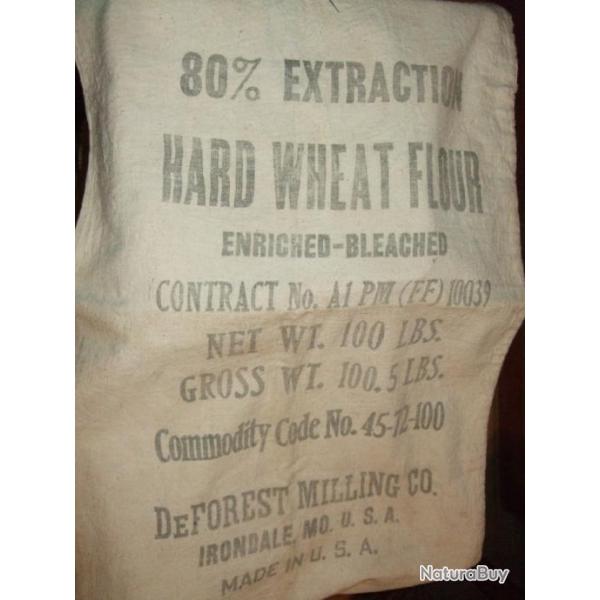 80% EXTRACTION
HARD WHEAT FLOUR
ENRICHED-BLEACHED
CONTRACT No. A1 PM (FF) 10039
NET WT. 100 LBS.
GROSS WT. 100.5 LBS.
Commodity Code No. 45-72-100
DEFOREST MILLING CO.
IRONDALE, MO. U. S. A.
MADE IN U. S. A.
NaturaBuy